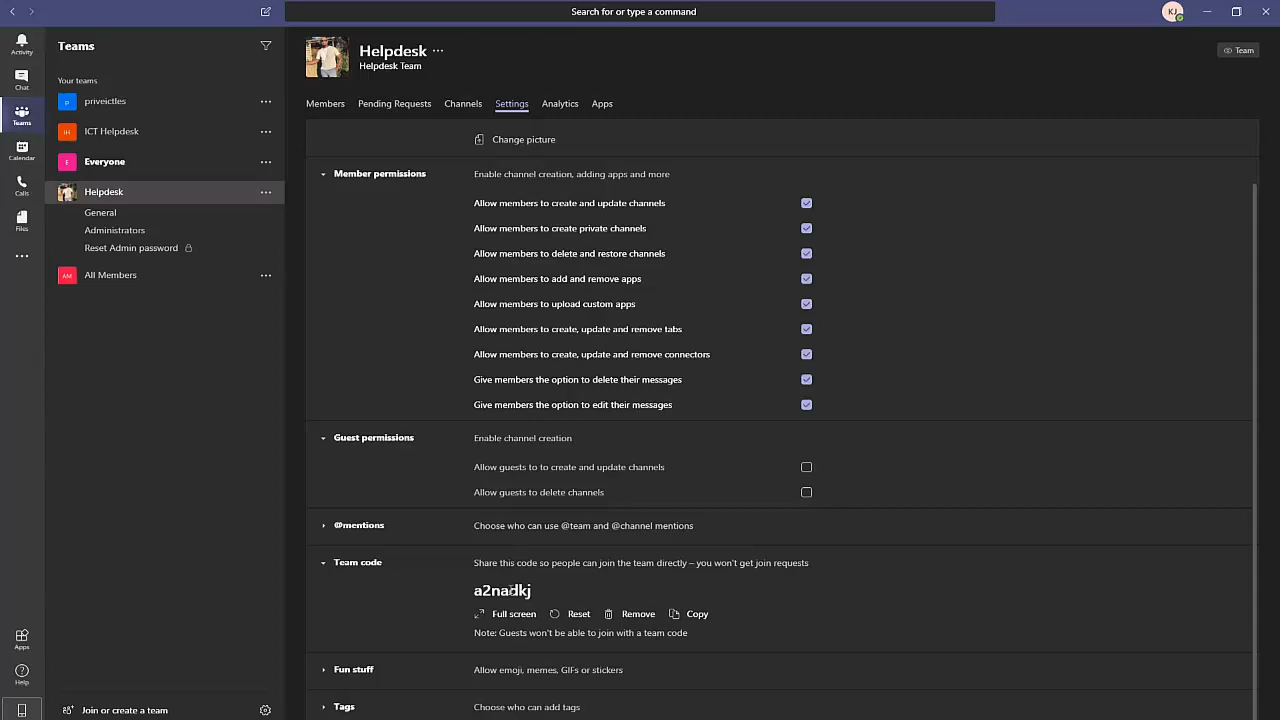 Search for or type a command
KJ
Activity
Chat
Teams
Calendar
Calls
Files
Apps
Help
Teams
Your teams
p
priveictles
IH
ICT Helpdesk
E
Everyone
Helpdesk
General
Administrators
Reset Admin password
AM
All Members
Join or create a team
Helpdesk
Helpdesk Team
Team
Members Pending Requests Channels Settings Analytics Apps
Change picture
Member permissions Enable channel creation, adding apps and more
Allow members to create and update channels
Allow members to create private channels
Allow members to delete and restore channels
Allow members to add and remove apps
Allow members to upload custom apps
Allow members to create, update and remove tabs
Allow members to create, update and remove connectors
Give members the option to delete their messages
Give members the option to edit their messages
Guest permissions Enable channel creation
Allow guests to to create and update channels
Allow guests to delete channels
@mentions Choose who can use @team and @channel mentions
Team code Share this code so people can join the team directly – you won't get join requests
a2nadkj
Full screen Reset Remove Copy
Note: Guests won't be able to join with a team code
Fun stuff Allow emoji, memes, GIFs or stickers
Tags Choose who can add tags